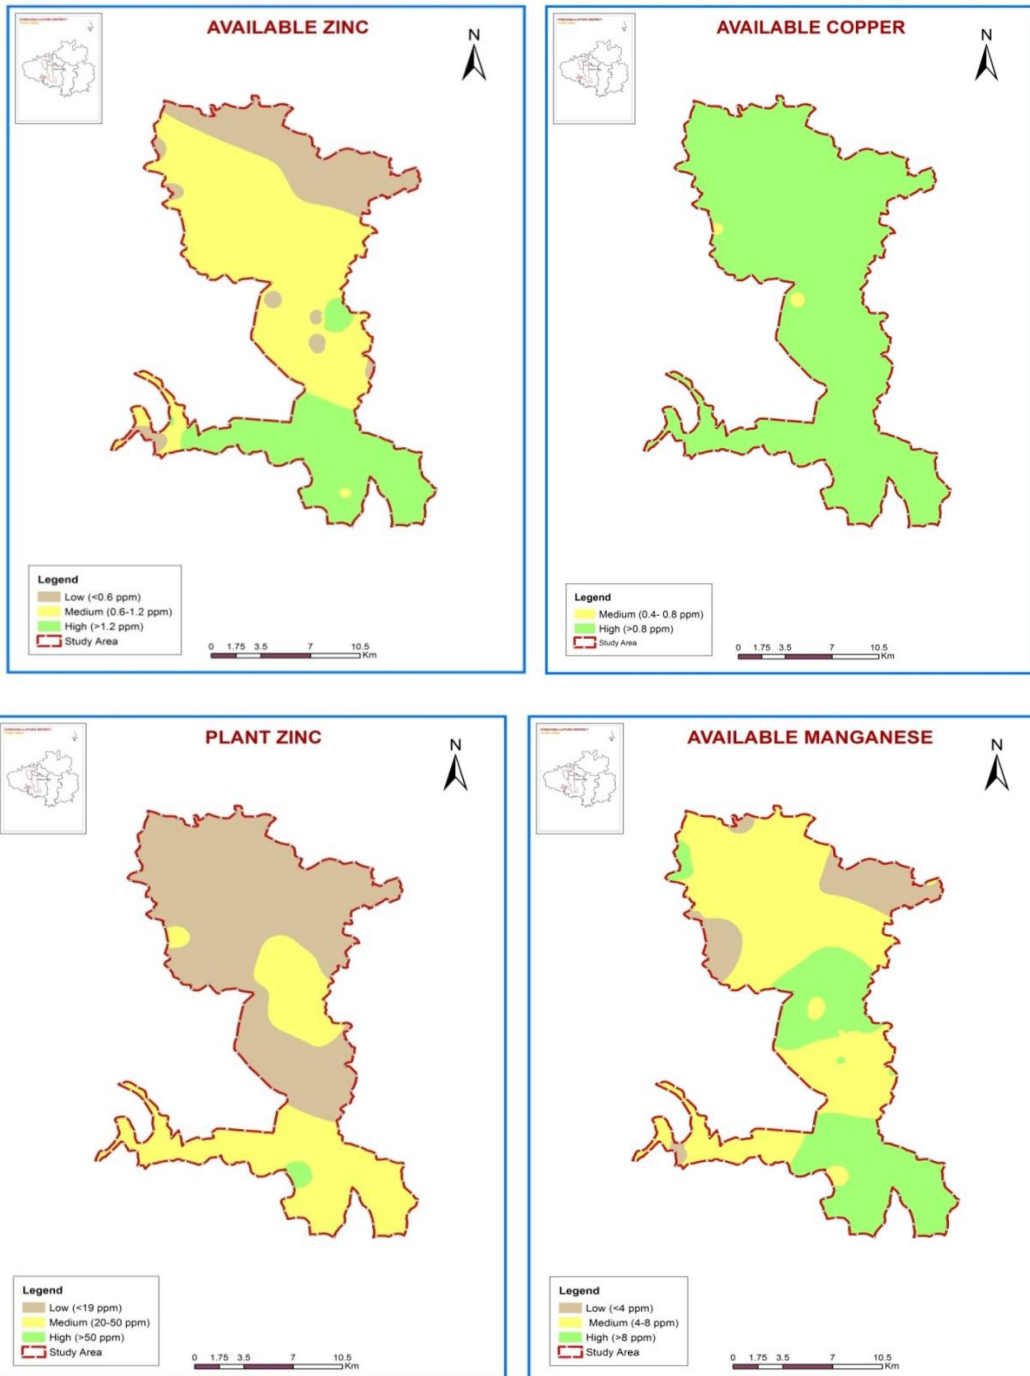 AVAILABLE ZINC
N
Legend
Low (<0.6 ppm)
Medium (0.6-1.2 ppm)
High (>1.2 ppm)
Study Area
0 1.75 3.5 7 10.5
Km
AVAILABLE COPPER
N
Legend
Medium (0.4- 0.8 ppm)
High (>0.8 ppm)
Study Area
0 1.75 3.5 7 10.5
Km
PLANT ZINC
N
Legend
Low (<19 ppm)
Medium (20-50 ppm)
High (>50 ppm)
Study Area
0 1.75 3.5 7 10.5
Km
AVAILABLE MANGANESE
N
Legend
Low (<4 ppm)
Medium (4-8 ppm)
High (>8 ppm)
Study Area
0 1.75 3.5 7 10.5
Km